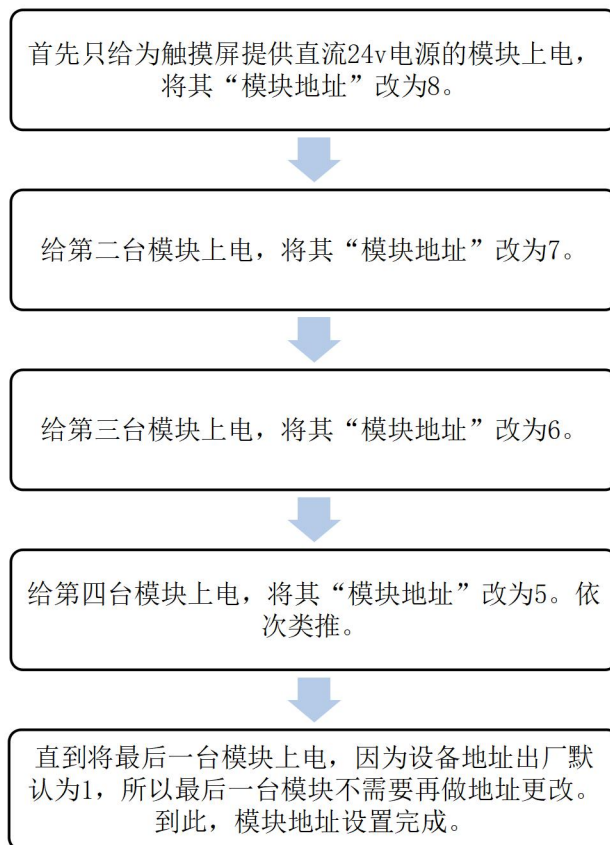 首先只给为触摸屏提供直流24v电源的模块上电，
将其“模块地址”改为8。
给第二台模块上电，将其“模块地址”改为7。
给第三台模块上电，将其“模块地址”改为6。
给第四台模块上电，将其“模块地址”改为5。依
次类推。
直到将最后一台模块上电，因为设备地址出厂默
认为1，所以最后一台模块不需要再做地址更改。
到此，模块地址设置完成。